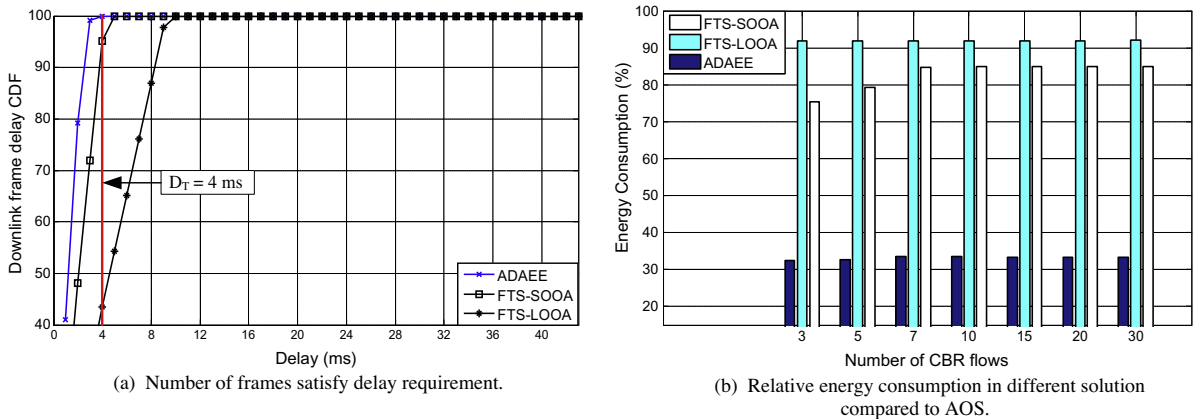 100
90
80
70
60
50
40
0 4 8 12 16 20 24 28 32 36 40
Downlink frame delay CDF
Delay (ms)
D_T = 4 ms
ADAEE
FTS-SOOA
FTS-LOOA
(a) Number of frames satisfy delay requirement.
100
90
80
70
60
50
40
30
20
3 5 7 10 15 20 30
Energy Consumption (%)
Number of CBR flows
FTS-SOOA
FTS-LOOA
ADAEE
(b) Relative energy consumption in different solution
compared to AOS.